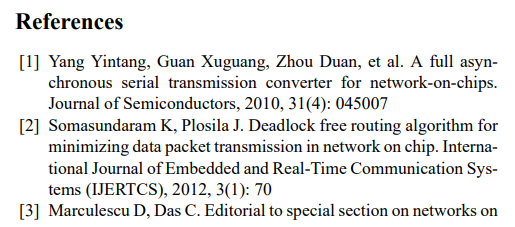 References
[1] Yang Yintang, Guan Xuguang, Zhou Duan, et al. A full asyn-
chronous serial transmission converter for network-on-chips.
Journal of Semiconductors, 2010, 31(4): 045007
[2] Somasundaram K, Plosila J. Deadlock free routing algorithm for
minimizing data packet transmission in network on chip. Interna-
tional Journal of Embedded and Real-Time Communication Sys-
tems (IJERTCS), 2012, 3(1): 70
[3] Marculescu D, Das C. Editorial to special section on networks on